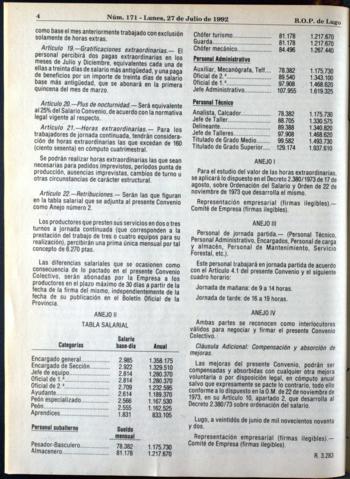 4
Núm. 171 - Lunes, 27 de Julio de 1992
B.O.P. de Lugo
como base el mes anteriormente trabajado con exclusión
solamente de horas extras.
Artículo 19.—Gratificaciones extraordinarias.— El
personal percibirá dos pagas extraordinarias en los
meses de Julio y Diciembre, equivalentes cada una de
ellas a treinta días de salario más antigüedad, y una paga
de beneficios por un importe de treinta días de salario
base más antigüedad, que se abonará en la primera
quincena del mes de marzo.
Artículo 20.—Plus de nocturnidad.— Será equivalente
al 25% del Salario Convenio, de acuerdo con la normativa
legal vigente al respecto.
Artículo 21.—Horas extraordinarias.— Para los
trabajadores de jornada continuada, tendrán considera-
ción de horas extraordinarias las que excedan de 160
(ciento sesenta) en cómputo cuatrimestral.
Se podrán realizar horas extraordinarias las que sean
necesarias para pedidos imprevistos, períodos punta de
producción, ausencias imprevistas, cambios de turno u
otras circunstancias de carácter estructural.
Artículo 22.—Retribuciones.— Serán las que figuran
en la tabla salarial que se adjunta al presente Convenio
como Anejo número 2.
Los productores que presten sus servicios en dos o tres
turnos a jornada continuada (que corresponden a la
prestación del trabajo de tres o cuatro equipos para su
realización), percibirán una prima única mensual por tal
concepto de 6.270 ptas.
Las diferencias salariales que se ocasionen como
consecuencia de lo pactado en el presente Convenio
Colectivo, serán abonadas por la Empresa a los
productores en el plazo máximo de 30 días a partir de la
fecha de la firma del mismo, independientemente de la
fecha de su publicación en el Boletín Oficial de la
Provincia.
ANEJO II
TABLA SALARIAL
Categorías Salario base-día Anual
Encargado general 2.985 1.358.175
Encargado de Sección 2.922 1.329.510
Jefe de equipo 2.814 1.280.370
Oficial de 1.ª 2.814 1.280.370
Oficial de 2.ª 2.709 1.232.595
Ayudante 2.614 1.189.370
Peón especializado 2.566 1.167.530
Peón 2.555 1.162.525
Aprendices 1.831 833.105
Personal subalterno Sueldo mensual
Pesador-Basculero 78.382 1.175.730
Almacenero 81.178 1.217.670
Chófer turismo 81.178 1.217.670
Guarda 81.178 1.217.670
Chófer mecánico 84.496 1.267.440
Personal Administrativo
Auxiliar, Mecanógrafa, Telf. 78.382 1.175.730
Oficial de 2.ª 89.540 1.343.100
Oficial de 1.ª 97.908 1.468.620
Jefe Administrativo 107.955 1.619.325
Personal Técnico
Analista, Calcador 78.382 1.175.730
Jefe de Taller 88.705 1.330.575
Delineante 89.388 1.340.820
Jefe de Talleres 97.908 1.468.620
Titulado de Grado Medio 99.582 1.493.730
Titulado de Grado Superior 129.174 1.937.610
ANEJO I
Para el estudio del valor de las horas extraordinarias,
se aplicará lo dispuesto en el Decreto 2.380/1973 de 17 de
agosto, sobre Ordenación del Salario y Orden de 22 de
noviembre de 1973 que desarrolla el mismo.
Representación empresarial (firmas ilegibles).—
Comité de Empresa (firmas ilegibles).
ANEJO III
Personal de jornada partida.— (Personal Técnico,
Personal Administrativo, Encargados, Personal de carga
y almacén, Personal de Mantenimiento, Servicio
Forestal, etc.).
Este personal trabajará en jornada partida de acuerdo
con el Artículo 4.1 del presente Convenio y el siguiente
cuadro horario:
Jornada de mañana: de 9 a 14 horas.
Jornada de tarde: de 16 a 19 horas.
ANEJO IV
Ambas partes se reconocen como interlocutores
válidos para negociar y firmar el presente Convenio
Colectivo.
Cláusula Adicional: Compensación y absorción de
mejoras.
Las mejoras del presente Convenio, podrán ser
compensadas y absorbidas con cualquier otra mejora
voluntaria o por disposición legal, en cómputo anual
salvo que expresamente se pacte lo contrario, todo ello
conforme a lo dispuesto en la O.M. de 22 de noviembre de
1973, en su Artículo 10, apartado 2, que desarrolla al
Decreto 2.380/73 sobre ordenación del salario.
Lugo, a veintidós de junio de mil novecientos noventa
y dos.
Representación empresarial (firmas ilegibles).—
Comité de Empresa (firmas ilegibles).
R. 3.283